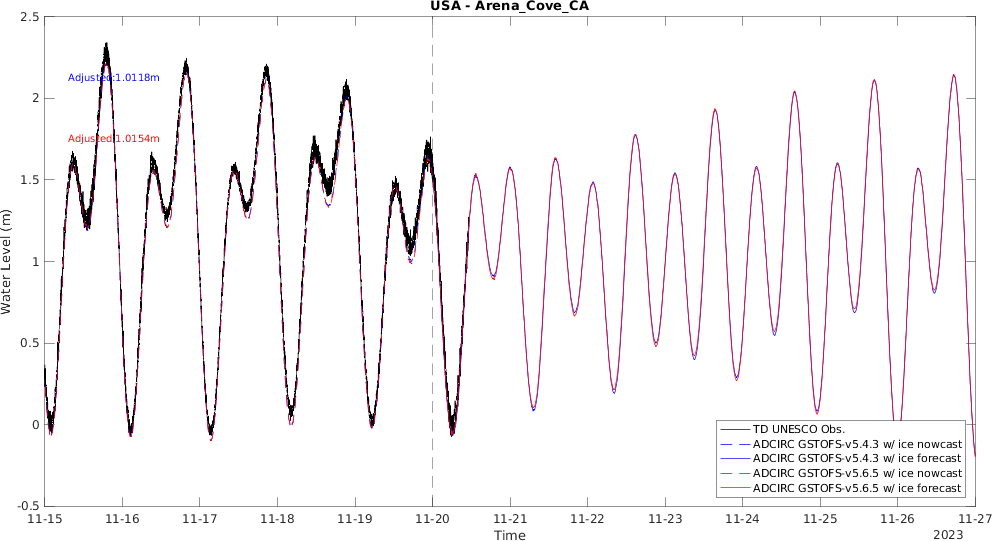 USA - Arena_Cove_CA
2.5
2
1.5
1
0.5
0
-0.5
Water Level (m)
Adjusted:1.0118m
Adjusted:1.0154m
TD UNESCO Obs.
ADCIRC GSTOFS-v5.4.3 w/ ice nowcast
ADCIRC GSTOFS-v5.4.3 w/ ice forecast
ADCIRC GSTOFS-v5.6.5 w/ ice nowcast
ADCIRC GSTOFS-v5.6.5 w/ ice forecast
11-15 11-16 11-17 11-18 11-19 11-20 11-21 11-22 11-23 11-24 11-25 11-26 11-27
Time
2023